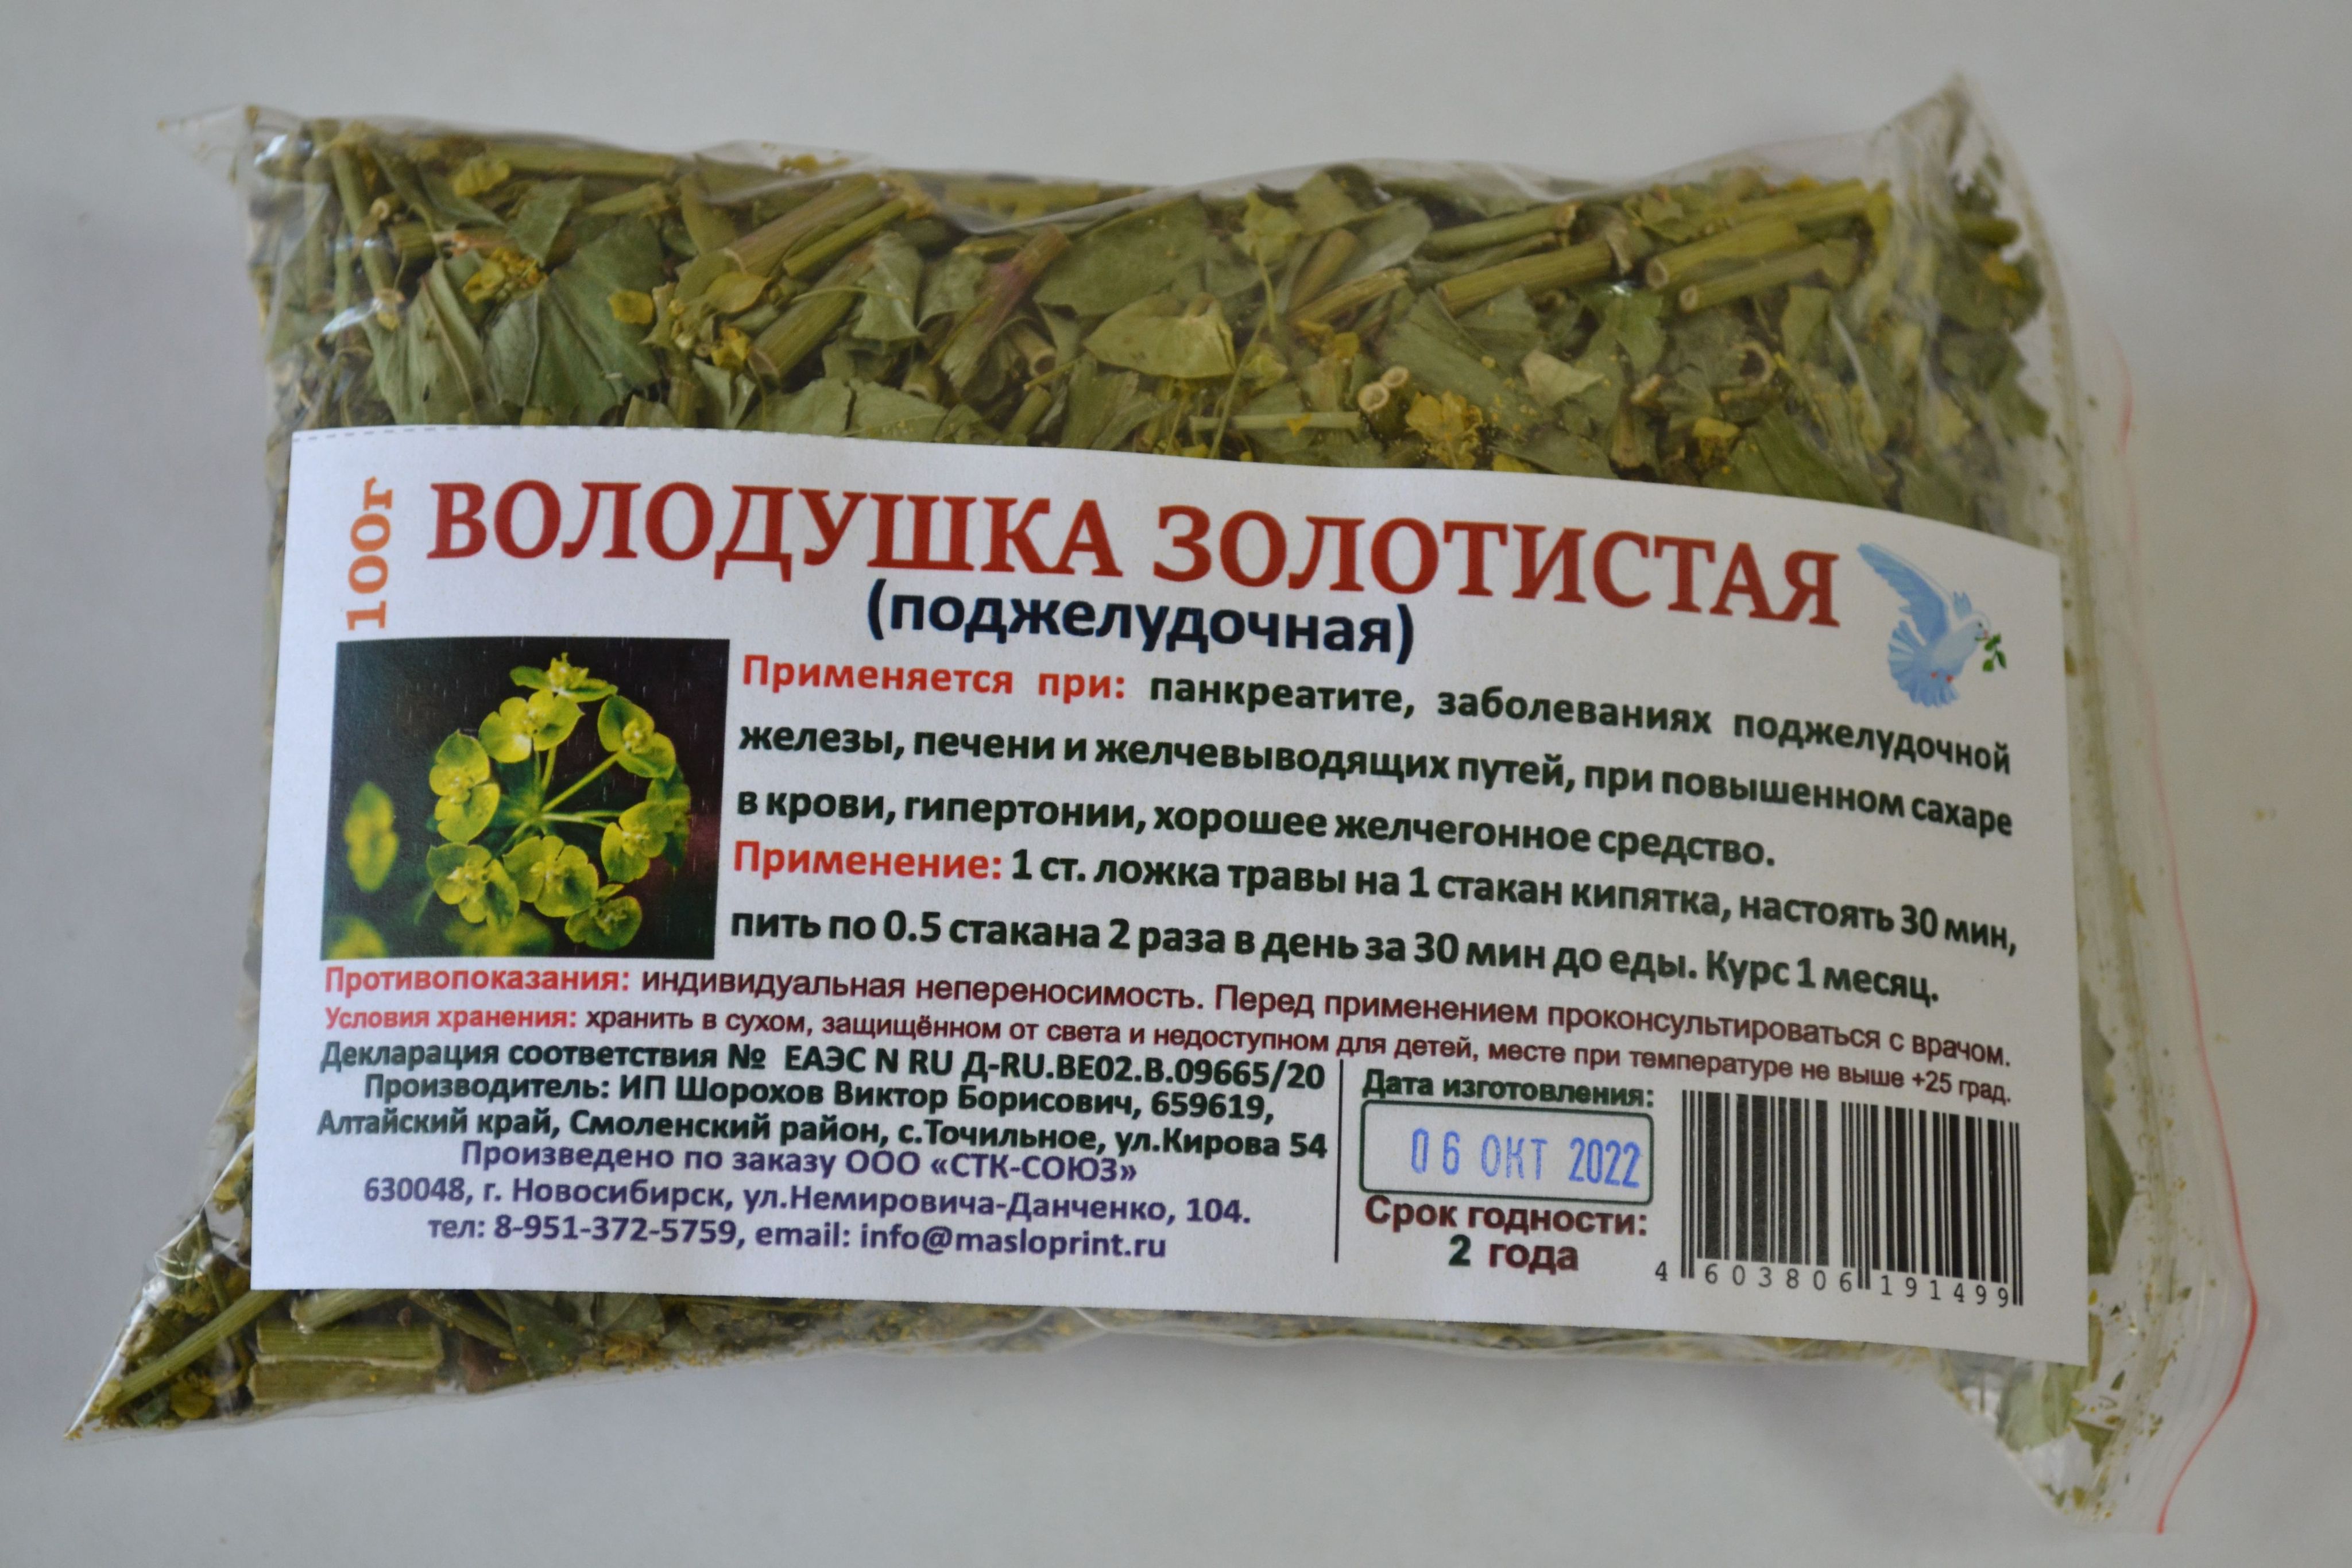 100г
ВОЛОДУШКА ЗОЛОТИСТАЯ
(поджелудочная)
Применяется при: панкреатите, заболеваниях поджелудочной
железы, печени и желчевыводящих путей, при повышенном сахаре
в крови, гипертонии, хорошее желчегонное средство.
Применение: 1 ст. ложка травы на 1 стакан кипятка, настоять 30 мин,
пить по 0.5 стакана 2 раза в день за 30 мин до еды. Курс 1 месяц.
Противопоказания: индивидуальная непереносимость. Перед применением проконсультироваться с врачом.
Условия хранения: хранить в сухом, защищённом от света и недоступном для детей, месте при температуре не выше +25 град.
Декларация соответствия № ЕАЭС N RU Д-RU.ВЕ02.В.09665/20
Производитель: ИП Шорохов Виктор Борисович, 659619,
Алтайский край, Смоленский район, с.Точильное, ул.Кирова 54
Произведено по заказу ООО «СТК-СОЮЗ»
630048, г. Новосибирск, ул.Немировича-Данченко, 104.
тел: 8-951-372-5759, email: info@masloprint.ru
Дата изготовления:
06 ОКТ 2022
Срок годности:
2 года
4 603806 191499